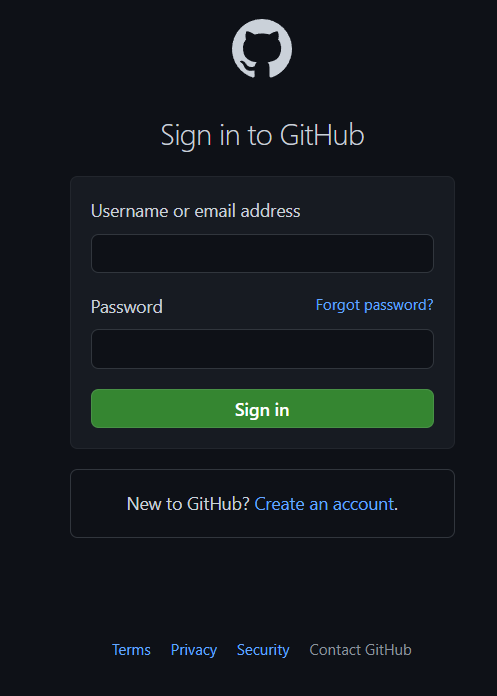 Sign in to GitHub
Username or email address
Password Forgot password?
Sign in
New to GitHub? Create an account.
Terms Privacy Security Contact GitHub